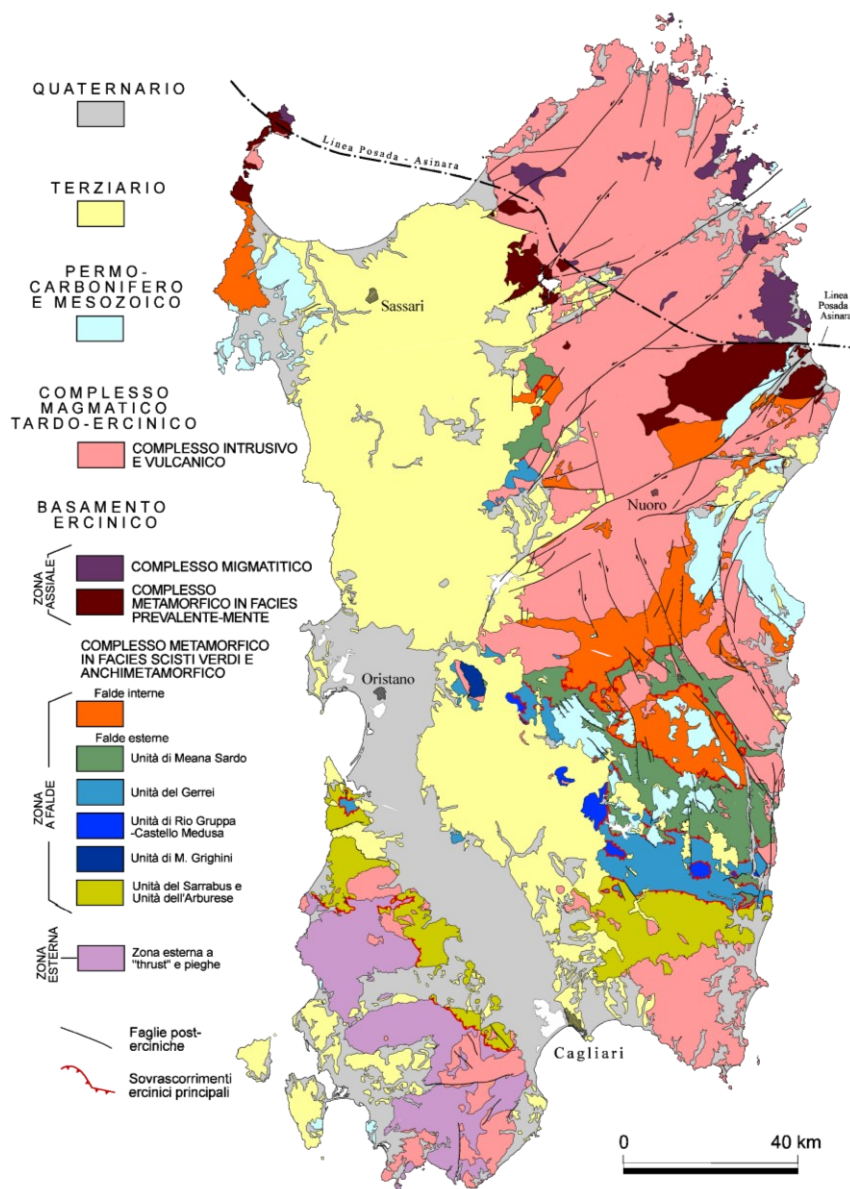 QUATERNARIO
TERZIARIO
PERMO-
CARBONIFERO
E MESOZOICO
COMPLESSO
MAGMATICO
TARDO-ERCINICO
COMPLESSO INTRUSIVO
E VULCANICO
BASAMENTO
ERCINICO
ZONA
ASSIALE
COMPLESSO MIGMATITICO
COMPLESSO
METAMORFICO IN FACIES
PREVALENTE-MENTE
COMPLESSO METAMORFICO
IN FACIES SCISTI VERDI E
ANCHIMETAMORFICO
ZONA
A FALDE
Falde interne
Falde esterne
Unità di Meana Sardo
Unità del Gerrei
Unità di Rio Gruppa
-Castello Medusa
Unità di M. Grighini
Unità del Sarrabus e
Unità dell'Arburese
ZONA
ESTERNA
Zona esterna a
"thrust" e pieghe
Faglie post-
erciniche
Sovrascorrimenti
ercinici principali
Linea Posada - Asinara
Sassari
Linea
Posada
Asinara
Nuoro
Oristano
Cagliari
0 40 km